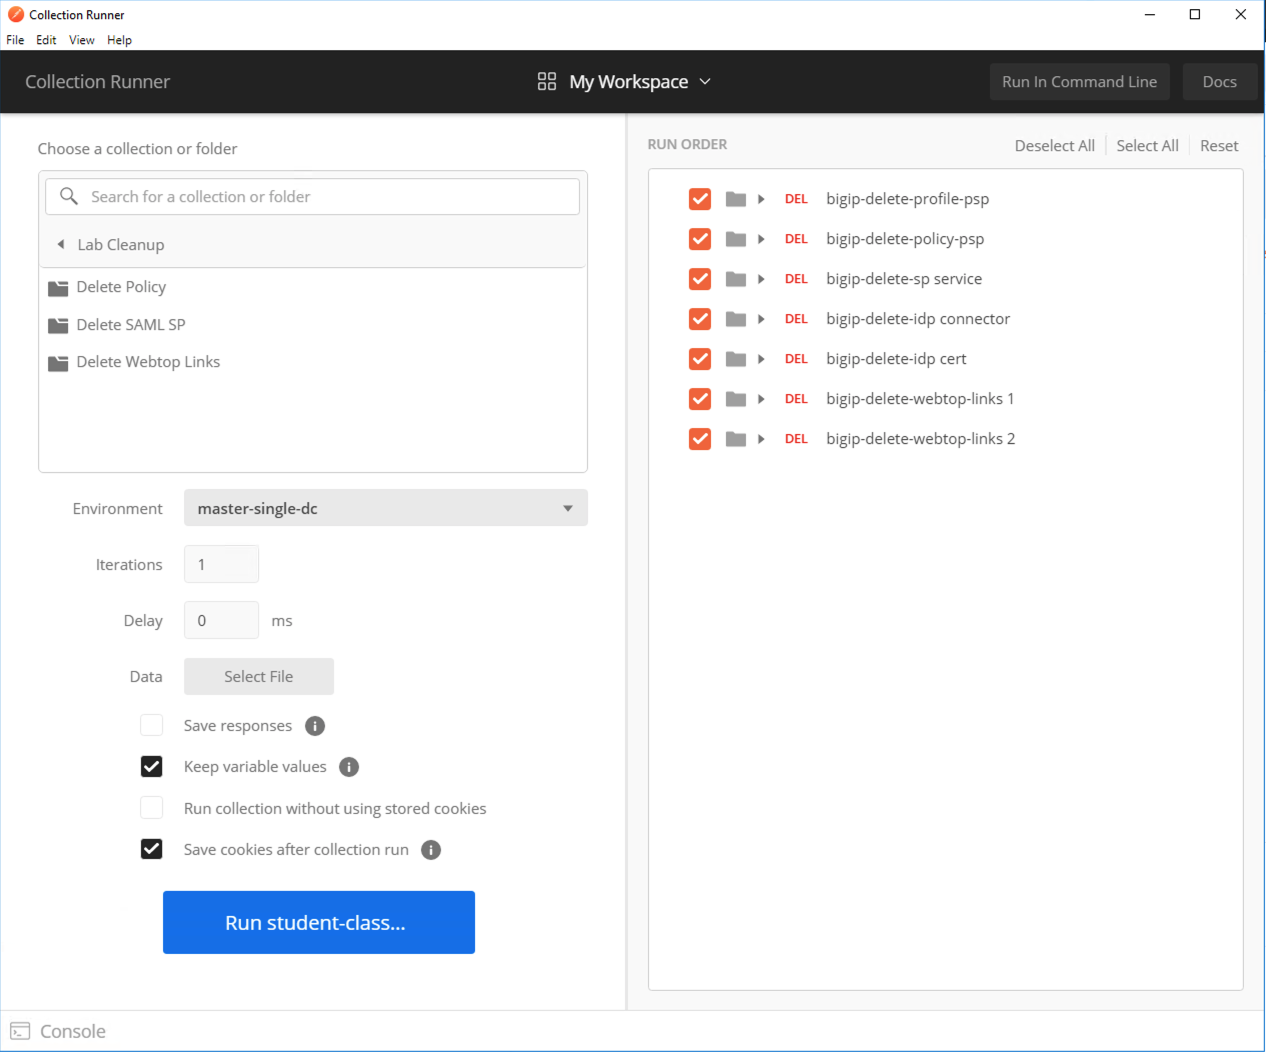 Collection Runner
File Edit View Help
Collection Runner
My Workspace
Run In Command Line
Docs
Choose a collection or folder
Search for a collection or folder
Lab Cleanup
Delete Policy
Delete SAML SP
Delete Webtop Links
Environment master-single-dc
Iterations 1
Delay 0 ms
Data Select File
Save responses
Keep variable values
Run collection without using stored cookies
Save cookies after collection run
Run student-class...
RUN ORDER
Deselect All Select All Reset
DEL bigip-delete-profile-psp
DEL bigip-delete-policy-psp
DEL bigip-delete-sp service
DEL bigip-delete-idp connector
DEL bigip-delete-idp cert
DEL bigip-delete-webtop-links 1
DEL bigip-delete-webtop-links 2
Console